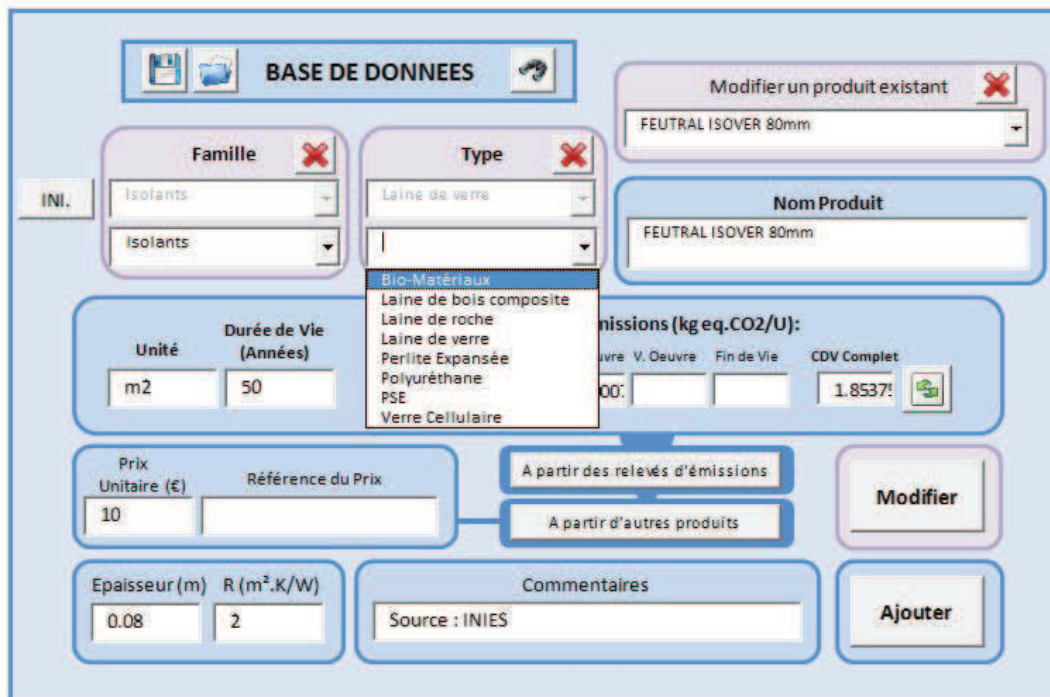 BASE DE DONNEES
Modifier un produit existant
FEUTRAL ISOVER 80mm
Famille
Type
INI.
Isolants
Laine de verre
Isolants
Nom Produit
FEUTRAL ISOVER 80mm
Bio-Matériaux
Laine de bois composite
Laine de roche
Laine de verre
Perlite Expansée
Polyuréthane
PSE
Verre Cellulaire
missions (kg eq.CO2/U):
Unité
Durée de Vie
(Années)
uvre V. Oeuvre Fin de Vie CDV Complet
m2
50
007
1.85375
Prix
Unitaire (€)
Référence du Prix
10
A partir des relevés d'émissions
A partir d'autres produits
Modifier
Epaisseur (m) R (m².K/W)
0.08
2
Commentaires
Source : INIES
Ajouter